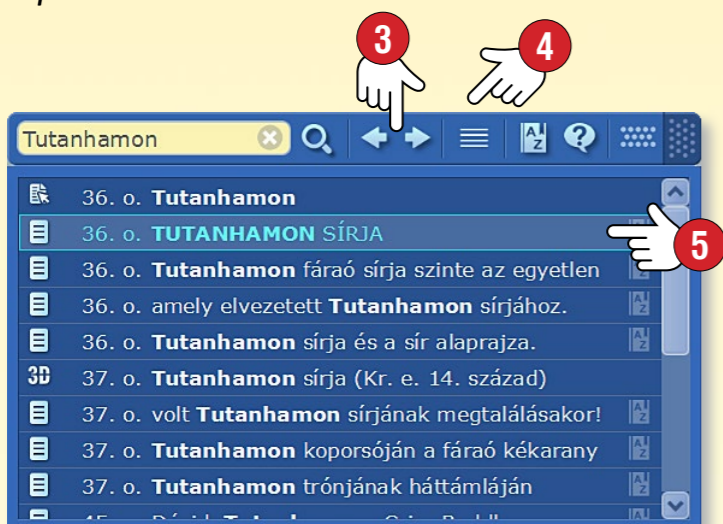 3
4
Tutanhamon
A
Z
?
36. o. Tutanhamon
36. o. TUTANHAMON SÍRJA
5
36. o. Tutanhamon fáraó sírja szinte az egyetlen
36. o. amely elvezetett Tutanhamon sírjához.
36. o. Tutanhamon sírja és a sír alaprajza.
3D 37. o. Tutanhamon sírja (Kr. e. 14. század)
37. o. volt Tutanhamon sírjának megtalálásakor!
37. o. Tutanhamon koporsóján a fáraó kékarany
37. o. Tutanhamon trónjának háttámláján